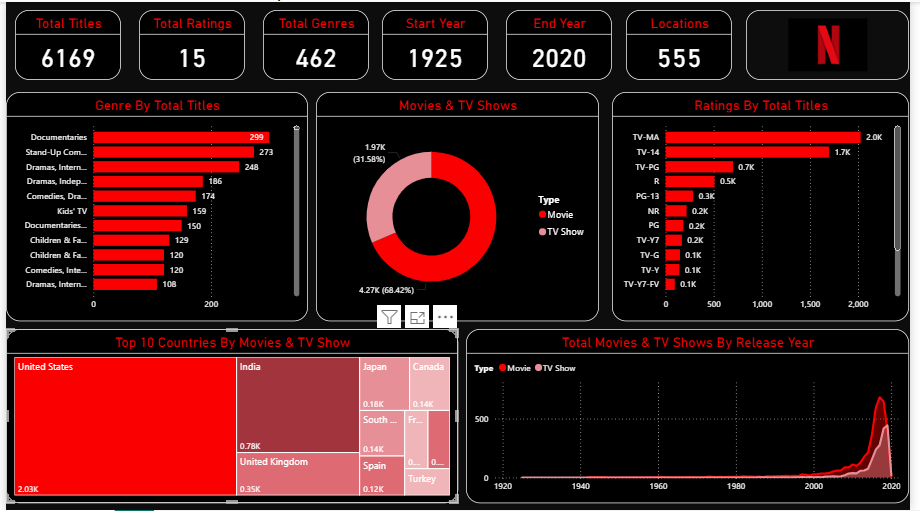 Total Titles
6169
Total Ratings
15
Total Genres
462
Start Year
1925
End Year
2020
Locations
555
N
Genre By Total Titles
Documentaries 299
Stand-Up Com... 273
Dramas, Intern... 248
Dramas, Indep... 186
Comedies, Dra... 174
Kids' TV 159
Documentaries... 150
Children & Fa... 129
Children & Fa... 120
Comedies, Inte... 120
Dramas, Intern... 108
0 200
Movies & TV Shows
1.97K
(31.58%)
4.27K (68.42%)
Type
Movie
TV Show
Ratings By Total Titles
TV-MA 2.0K
TV-14 1.7K
TV-PG 0.7K
R 0.5K
PG-13 0.3K
NR 0.2K
PG 0.2K
TV-Y7 0.2K
TV-G 0.1K
TV-Y 0.1K
TV-Y7-FV 0.1K
0 500 1,000 1,500 2,000
Top 10 Countries By Movies & TV Show
United States
2.03K
India
0.78K
United Kingdom
0.35K
Japan
0.18K
Canada
0.14K
South ...
0.14K
Fr...
0...
0...
Spain
0.12K
Turkey
Total Movies & TV Shows By Release Year
Type Movie TV Show
500
0
1920 1940 1960 1980 2000 2020